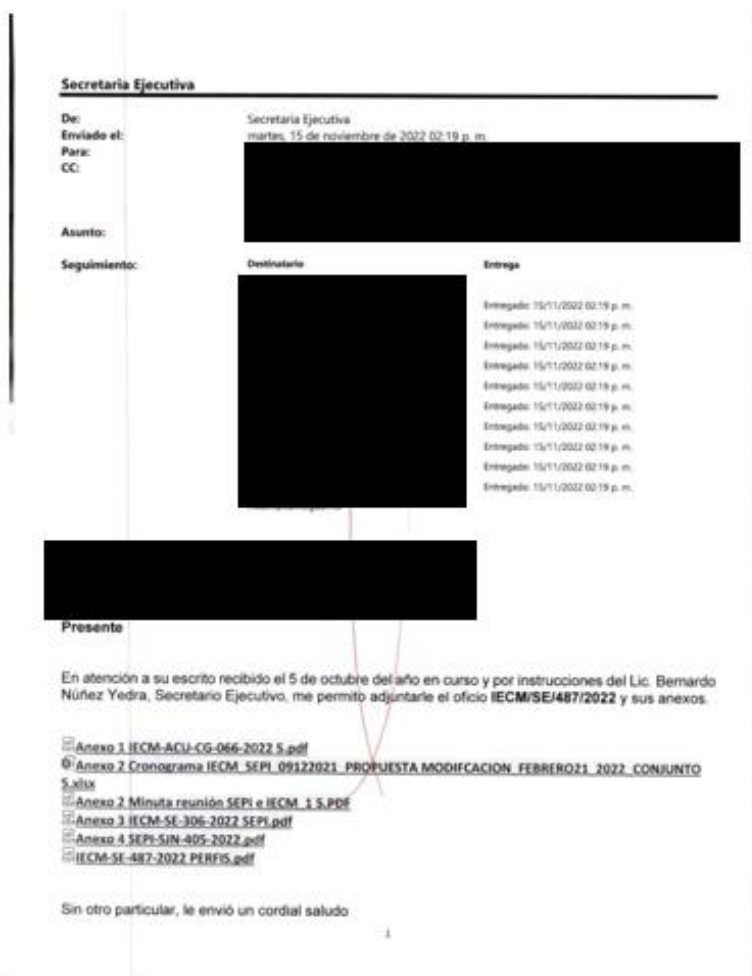 Secretaria Ejecutiva
De: Secretaria Ejecutiva
Enviado el: martes, 15 de noviembre de 2022 02:19 p. m.
Para:
CC:
Asunto:
Seguimiento: Destinatario Entrega
Entregado: 15/11/2022 02:19 p. m.
Entregado: 15/11/2022 02:19 p. m.
Entregado: 15/11/2022 02:19 p. m.
Entregado: 15/11/2022 02:19 p. m.
Entregado: 15/11/2022 02:19 p. m.
Entregado: 15/11/2022 02:19 p. m.
Entregado: 15/11/2022 02:19 p. m.
Entregado: 15/11/2022 02:19 p. m.
Entregado: 15/11/2022 02:19 p. m.
Entregado: 15/11/2022 02:19 p. m.
Presente
En atención a su escrito recibido el 5 de octubre del año en curso y por instrucciones del Lic. Bernardo
Núñez Yedra, Secretario Ejecutivo, me permito adjuntarle el oficio IECM/SE/487/2022 y sus anexos.
Anexo 1 IECM-ACU-CG-066-2022 S.pdf
Anexo 2 Cronograma IECM_SEPI_09122021_PROPUESTA MODIFCACION_FEBRERO21_2022_CONJUNTO
S.xlsx
Anexo 2 Minuta reunión SEPI e IECM_1 S.PDF
Anexo 3 IECM-SE-306-2022 SEPI.pdf
Anexo 4 SEPI-SJN-405-2022.pdf
IECM-SE-487-2022 PERFIS.pdf
Sin otro particular, le envió un cordial saludo
1